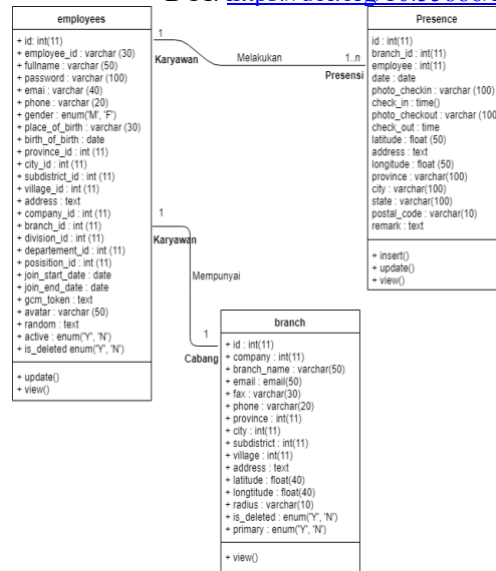 employees
+ id: int(11)
+ employee_id : varchar (30)
+ fullname : varchar (50)
+ password : varchar (100)
+ emai : varchar (40)
+ phone : varchar (20)
+ gender : enum('M', 'F')
+ place_of_birth : varchar (30)
+ birth_of_birth : date
+ province_id : int (11)
+ city_id : int (11)
+ subdistrict_id : int (11)
+ village_id : int (11)
+ address : text
+ company_id : int (11)
+ branch_id : int (11)
+ division_id : int (11)
+ departement_id : int (11)
+ posisition_id : int (11)
+ join_start_date : date
+ join_end_date : date
+ gcm_token : text
+ avatar : varchar (50)
+ random : text
+ active : enum('Y', 'N')
+ is_deleted enum('Y', 'N')
+ update()
+ view()
1
Karyawan
Melakukan
1..n
Presensi
Presence
id : int(11)
branch_id : int(11)
employee : int(11)
date : date
photo_checkin : varchar (100)
check_in : time()
photo_checkout : varchar (100
check_out : time
latitude : float (50)
address : text
longitude : float (50)
province : varchar(100)
city : varchar(100)
state : varchar(100)
postal_code : varchar(10)
remark : text
+ insert()
+ update()
+ view()
1
Karyawan
Mempunyai
1
Cabang
branch
+ id : int(11)
+ company : int(11)
+ branch_name : varchar(50)
+ email : email(50)
+ fax : varchar(30)
+ phone : varchar(20)
+ province : int(11)
+ city : int(11)
+ subdistrict : int(11)
+ village : int(11)
+ address : text
+ latitude : float(40)
+ longtitude : float(40)
+ radius : varchar(10)
+ is_deleted : enum('Y', 'N')
+ primary : enum('Y', 'N')
+ view()